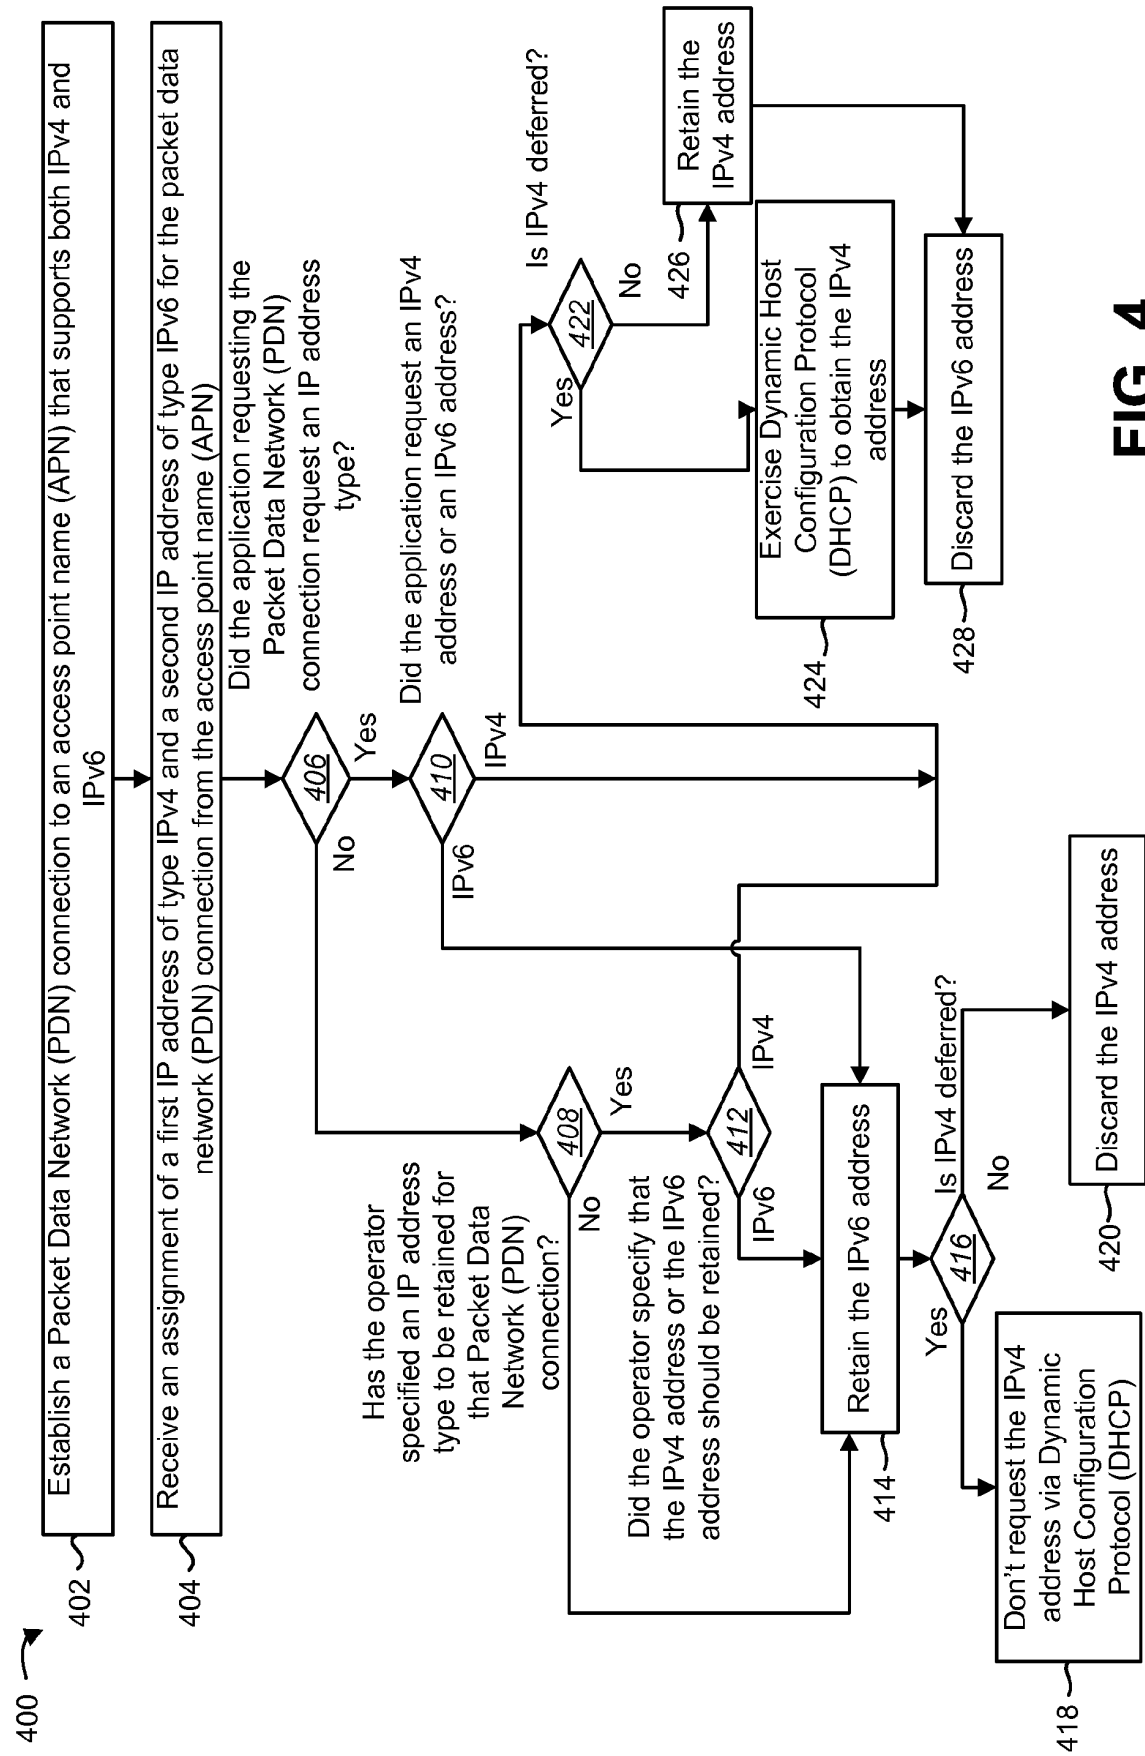 400
402
Establish a Packet Data Network (PDN) connection to an access point name (APN) that supports both IPv4 and
IPv6
404
Receive an assignment of a first IP address of type IPv4 and a second IP address of type IPV6 for the packet data
network (PDN) connection from the access point name (APN)
406
Did the application requesting the
Packet Data Network (PDN)
connection request an IP address
type?
No
Yes
410
Did the application request an IPv4
address or an IPv6 address?
IPv6
IPv4
Has the operator
specified an IP address
type to be retained for
that Packet Data
Network (PDN)
connection?
408
No
Yes
Did the operator specify that
the IPv4 address or the IPv6
address should be retained?
412
IPv6
IPv4
414
Retain the IPv6 address
416
Is IPv4 deferred?
Yes
No
418
Don't request the IPv4
address via Dynamic
Host Configuration
Protocol (DHCP)
420
Discard the IPv4 address
422
Is IPv4 deferred?
Yes
No
424
Exercise Dynamic Host
Configuration Protocol
(DHCP) to obtain the IPv4
address
426
Retain the
IPv4 address
428
Discard the IPv6 address
FIG. 4